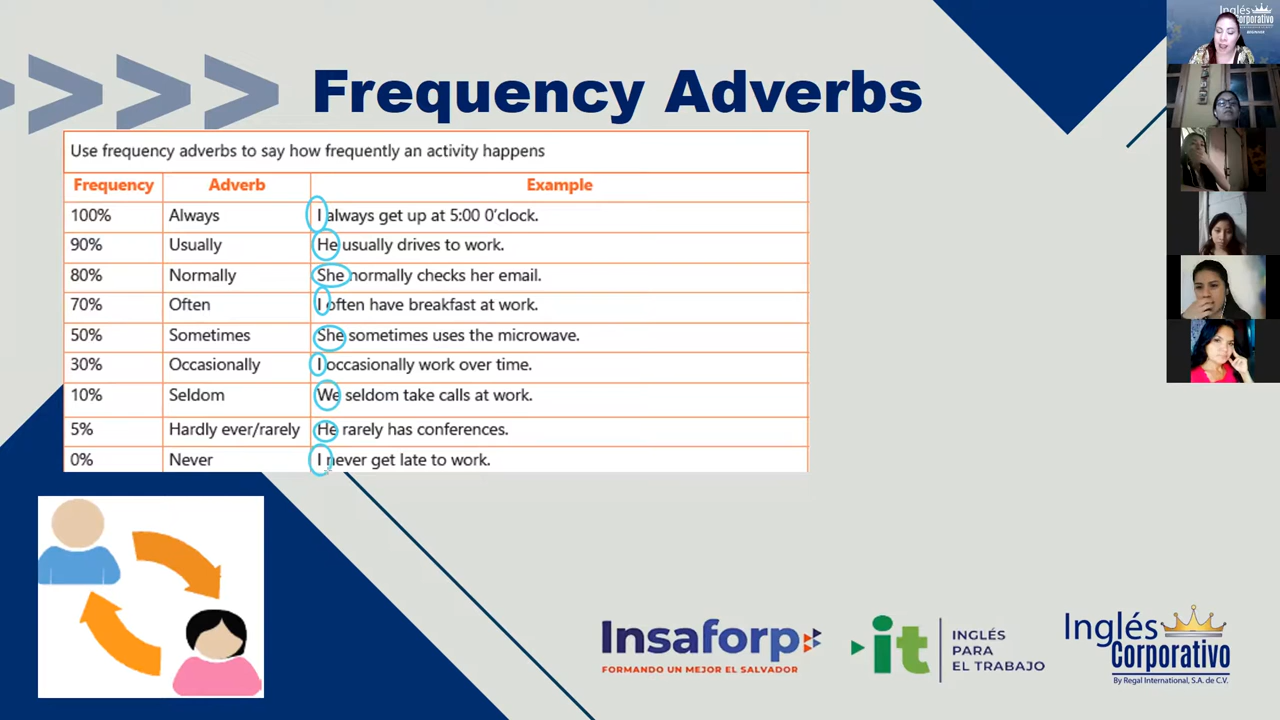 Frequency Adverbs
Use frequency adverbs to say how frequently an activity happens
Frequency Adverb Example
100% Always I always get up at 5:00 0'clock.
90% Usually He usually drives to work.
80% Normally She normally checks her email.
70% Often I often have breakfast at work.
50% Sometimes She sometimes uses the microwave.
30% Occasionally I occasionally work over time.
10% Seldom We seldom take calls at work.
5% Hardly ever/rarely He rarely has conferences.
0% Never I never get late to work.
Insaforp
FORMANDO UN MEJOR EL SALVADOR
it
INGLÉS
PARA
EL TRABAJO
Inglés
Corporativo
By Regal International, S.A. de C.V.
Inglés
Corporativo